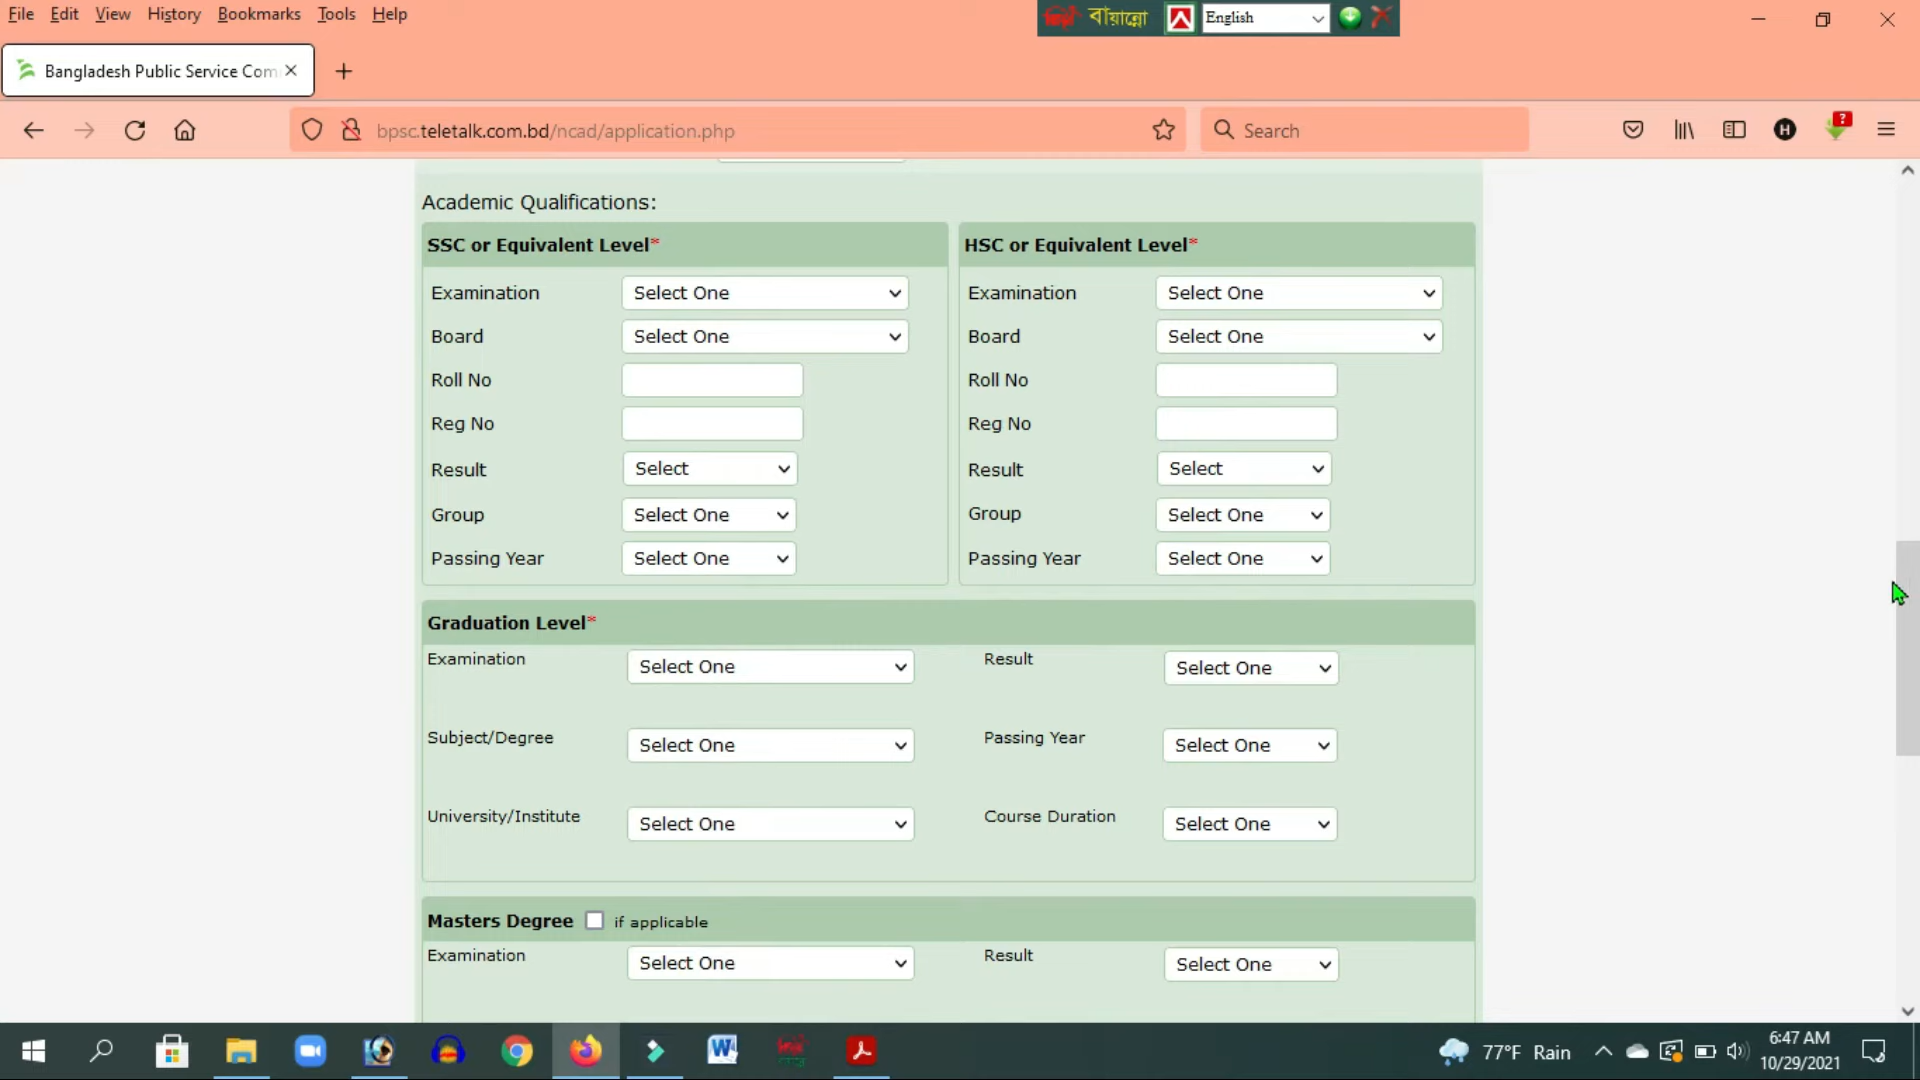 File Edit View History Bookmarks Tools Help
বায়ান্নো English
Bangladesh Public Service Com
bpsc.teletalk.com.bd/ncad/application.php
Search
Academic Qualifications:
SSC or Equivalent Level*
HSC or Equivalent Level*
Examination Select One
Examination Select One
Board Select One
Board Select One
Roll No
Roll No
Reg No
Reg No
Result Select
Result Select
Group Select One
Group Select One
Passing Year Select One
Passing Year Select One
Graduation Level*
Examination Select One
Result Select One
Subject/Degree Select One
Passing Year Select One
University/Institute Select One
Course Duration Select One
Masters Degree if applicable
Examination Select One
Result Select One
77°F Rain
6:47 AM
10/29/2021